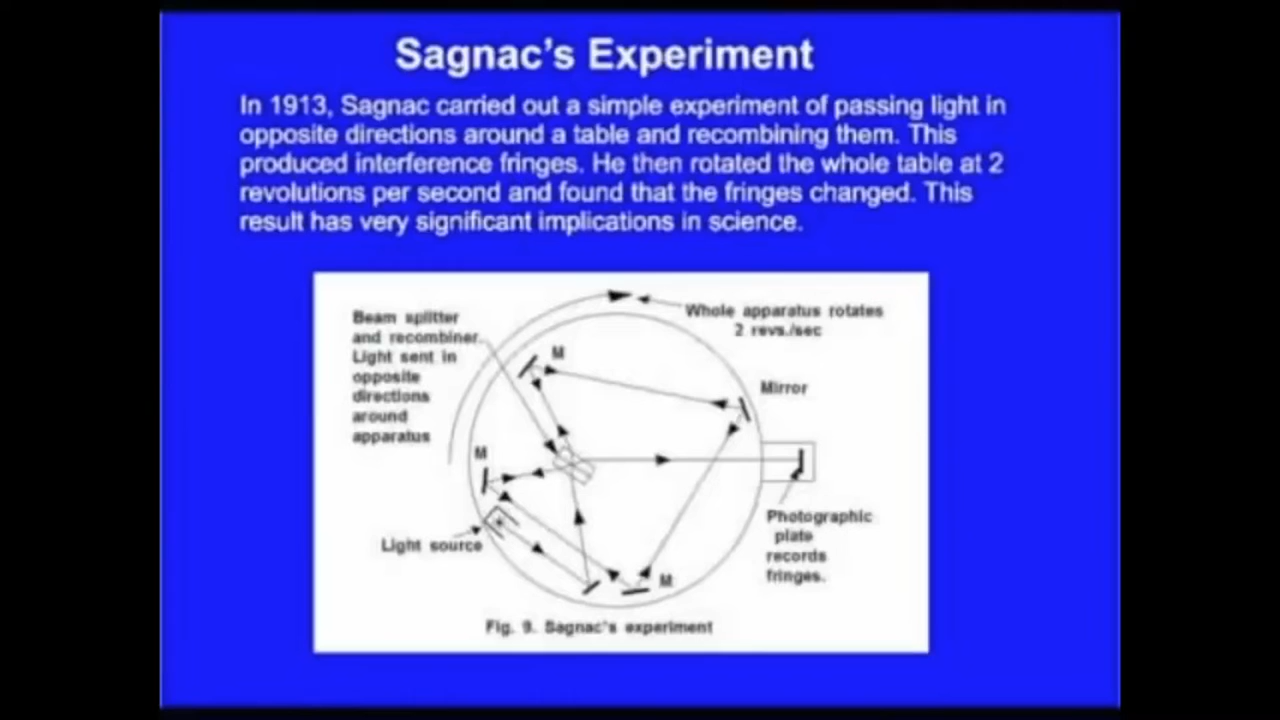 Sagnac's Experiment
In 1913, Sagnac carried out a simple experiment of passing light in
opposite directions around a table and recombining them. This
produced interference fringes. He then rotated the whole table at 2
revolutions per second and found that the fringes changed. This
result has very significant implications in science.
Beam splitter
and recombiner.
Light sent in
opposite
directions
around
apparatus
Whole apparatus rotates
2 revs./sec
M
Mirror
M
Light source
M
Photographic
plate
records
fringes.
Fig. 9. Sagnac's experiment